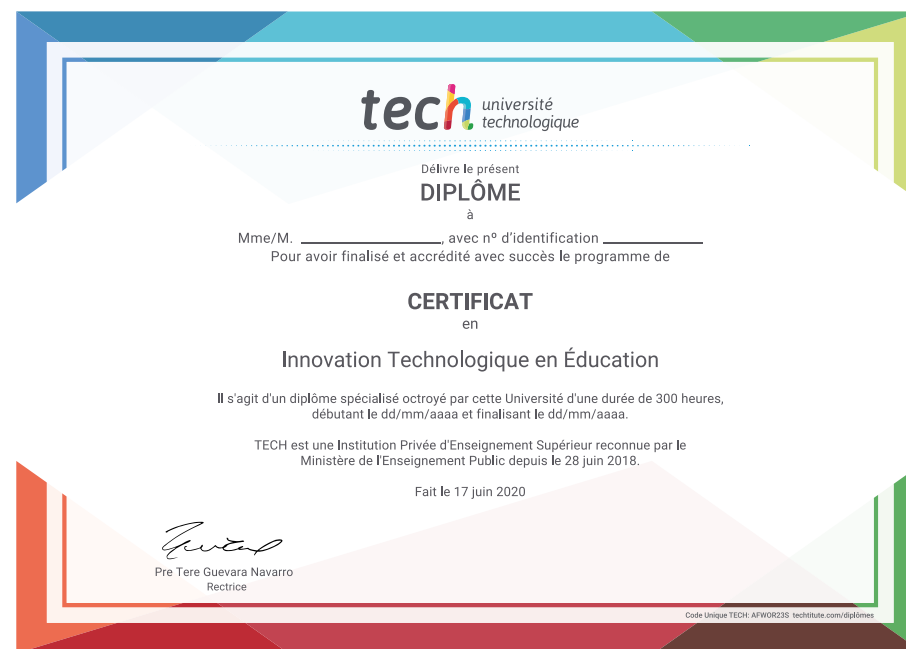 tech université
technologique
Délivre le présent
DIPLÔME
à
Mme/M. ____________________, avec nº d'identification ______________
Pour avoir finalisé et accrédité avec succès le programme de
CERTIFICAT
en
Innovation Technologique en Éducation
Il s'agit d'un diplôme spécialisé octroyé par cette Université d'une durée de 300 heures,
débutant le dd/mm/aaaa et finalisant le dd/mm/aaaa.
TECH est une Institution Privée d'Enseignement Supérieur reconnue par le
Ministère de l'Enseignement Public depuis le 28 juin 2018.
Fait le 17 juin 2020
Pre Tere Guevara Navarro
Rectrice
Code Unique TECH: AFWOR23S techtitute.com/diplômes